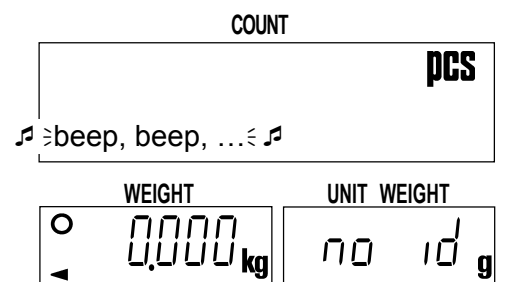 COUNT
pcs
♫ beep, beep, … ♫
WEIGHT
0.000 kg
UNIT WEIGHT
no id g